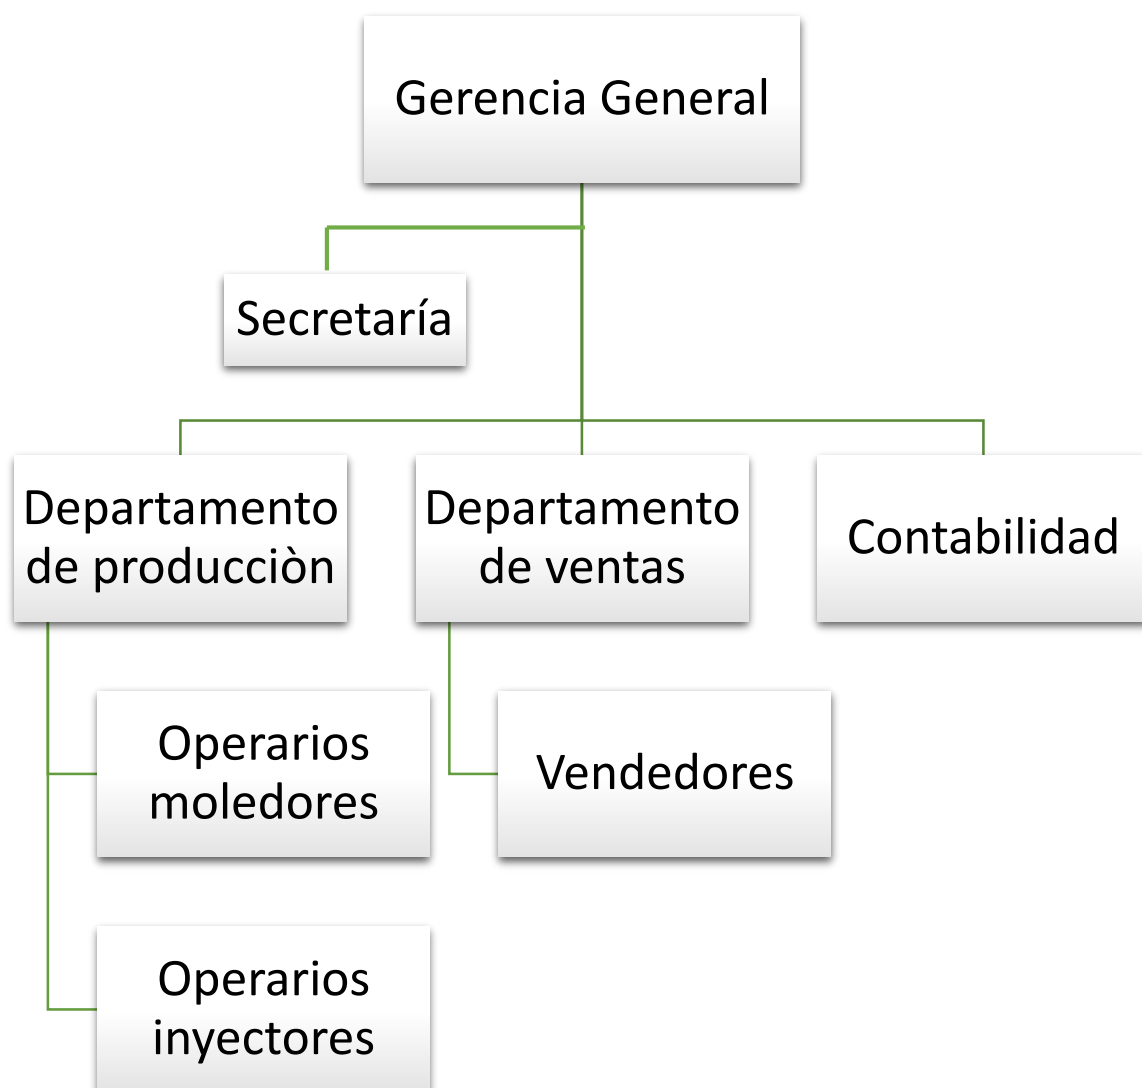 Gerencia General
Secretaría
Departamento
de producciòn
Departamento
de ventas
Contabilidad
Operarios
moledores
Vendedores
Operarios
inyectores